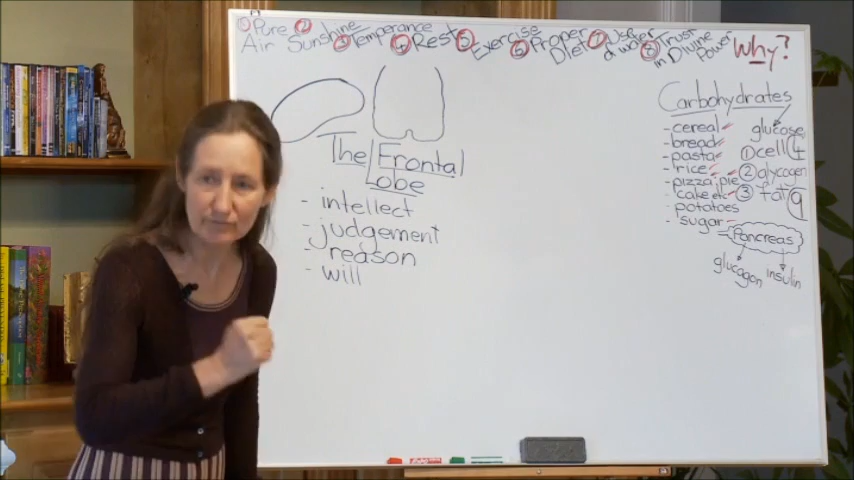 ① Pure ②
Air Sunshine ③ Temperance ④ Rest ⑤ Exercise ⑥ Proper Diet ⑦ Use of water ⑧ Trust in Divine Power Why?
The Frontal
Lobe
- intellect
- judgement
- reason
- will
Carbohydrates
- cereal
- bread
- pasta
- rice
- pizza, pie
cake etc
- potatoes
- sugar
glucose
① cell 4
② glycogen
③ fat 9
Pancreas
glucagon insulin